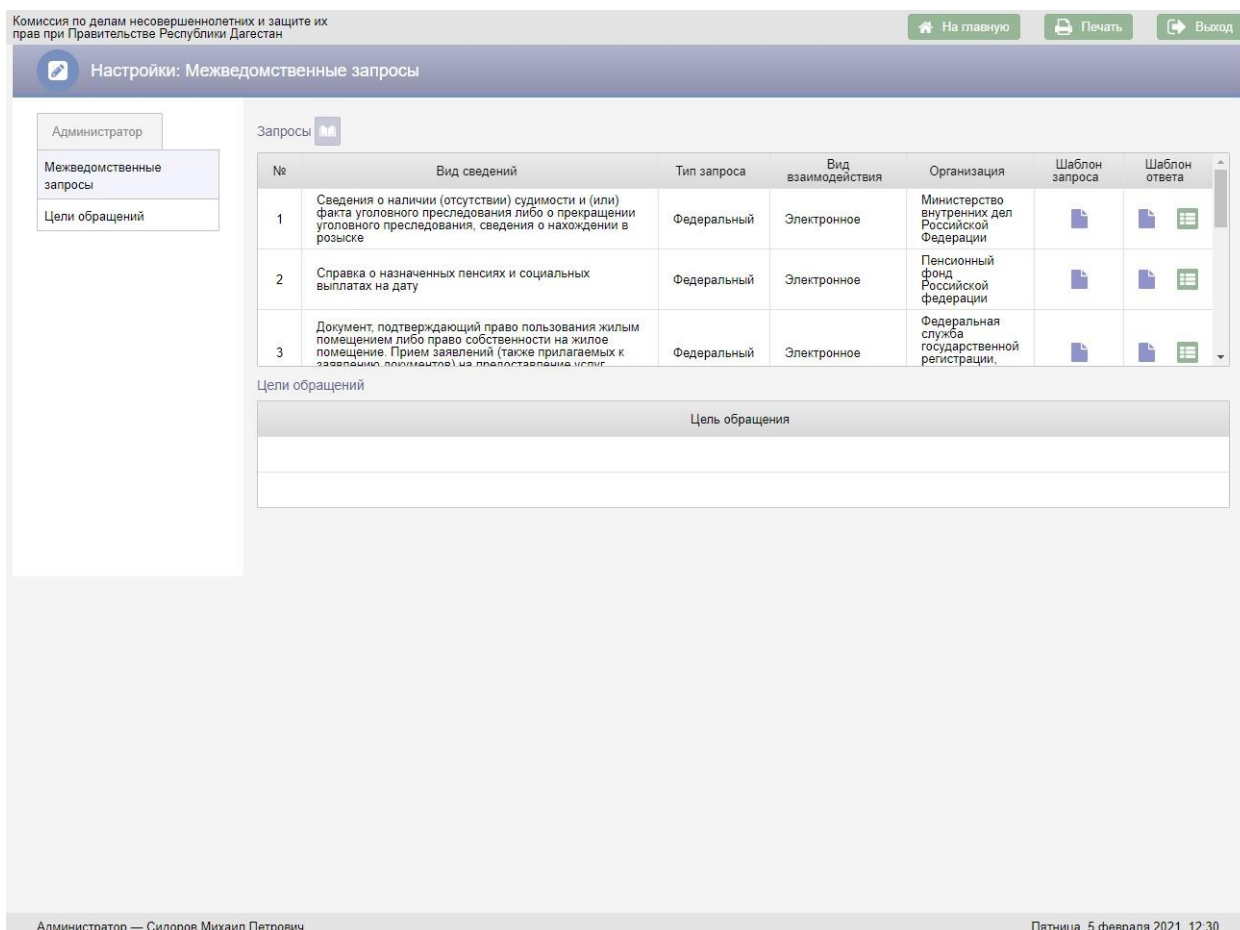 Комиссия по делам несовершеннолетних и защите их
прав при Правительстве Республики Дагестан
На главную
Печать
Выход
Настройки: Межведомственные запросы
Администратор
Межведомственные
запросы
Цели обращений
Запросы
№
Вид сведений
Тип запроса
Вид
взаимодействия
Организация
Шаблон
запроса
Шаблон
ответа
1
Сведения о наличии (отсутствии) судимости и (или)
факта уголовного преследования либо о прекращении
уголовного преследования, сведения о нахождении в
розыске
Федеральный
Электронное
Министерство
внутренних дел
Российской
Федерации
2
Справка о назначенных пенсиях и социальных
выплатах на дату
Федеральный
Электронное
Пенсионный
фонд
Российской
федерации
3
Документ, подтверждающий право пользования жилым
помещением либо право собственности на жилое
помещение. Прием заявлений (также прилагаемых к
заявлению документов) на предоставление услуг
Федеральный
Электронное
Федеральная
служба
государственной
регистрации,
Цели обращений
Цель обращения
Администратор — Сидоров Михаил Петрович
Пятница, 5 февраля 2021, 12:30